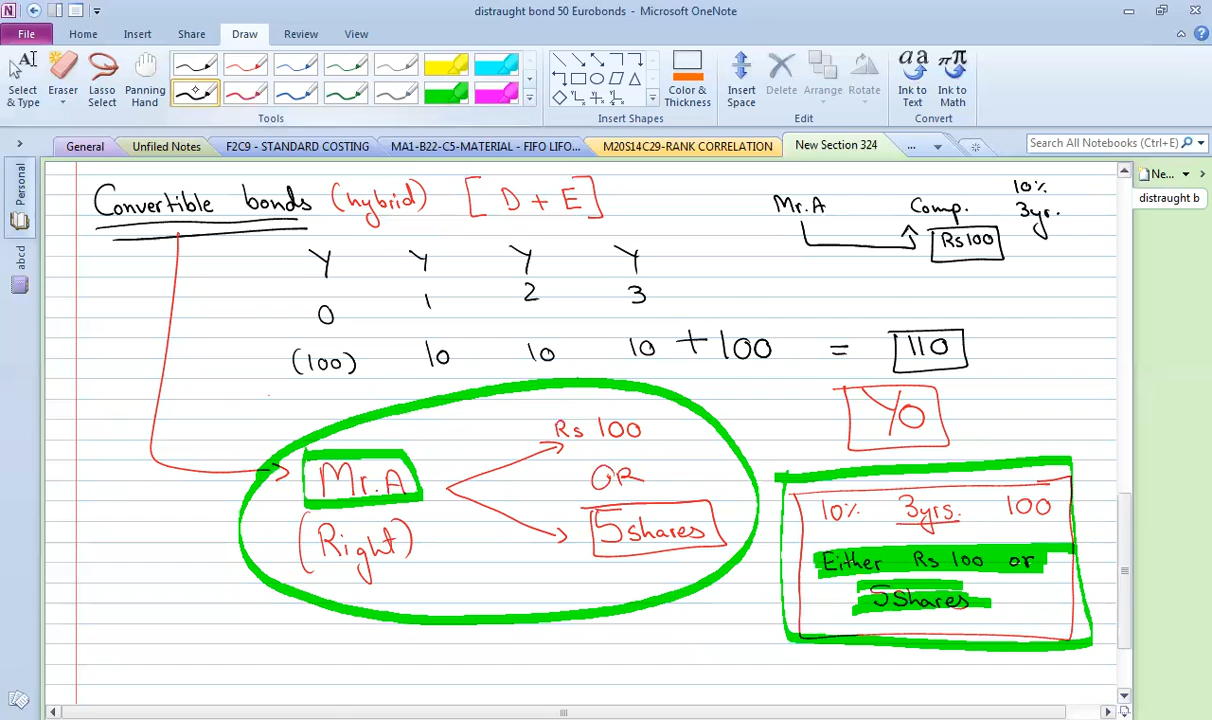 distraught bond 50 Eurobonds - Microsoft OneNote
File Home Insert Share Draw Review View
Select & Type
Eraser
Lasso Select
Panning Hand
Color & Thickness
Insert Space
Delete
Arrange
Rotate
Ink to Text
Ink to Math
Tools
Insert Shapes
Edit
Convert
General
Unfiled Notes
F2C9 - STANDARD COSTING
MA1-B22-C5-MATERIAL - FIFO LIFO...
M20S14C29-RANK CORRELATION
New Section 324
...
Search All Notebooks (Ctrl+E)
Personal
abcd
Ne...
distraught b
Convertible bonds (hybrid) [D + E]
Mr. A Comp. 10%
3yr.
Rs 100
Y Y Y Y
0 1 2 3
(100) 10 10 10 + 100 = 110
Y0
Mr. A
(Right)
Rs 100
OR
5 shares
10% 3yrs. 100
Either Rs 100 or
5 Shares